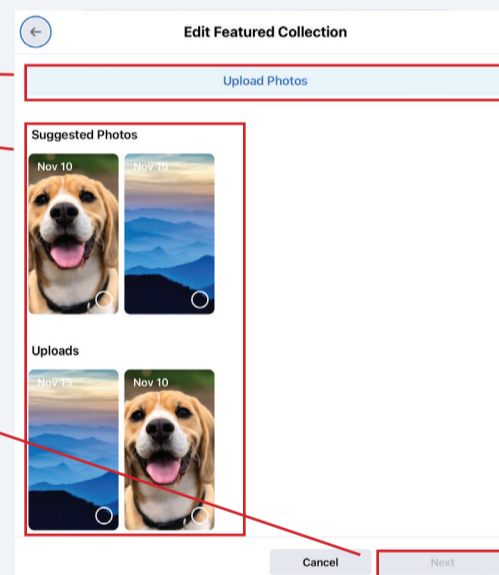 Edit Featured Collection
Upload Photos
Suggested Photos
Nov 10
Nov 15
Uploads
Nov 15
Nov 10
Cancel
Next